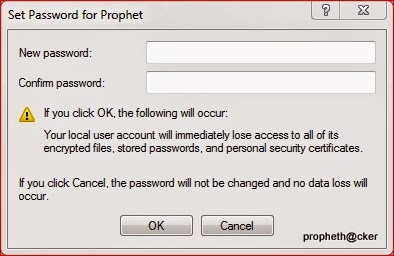 Set Password for Prophet
New password:
Confirm password:
If you click OK, the following will occur:
Your local user account will immediately lose access to all of its
encrypted files, stored passwords, and personal security certificates.
If you click Cancel, the password will not be changed and no data loss will
occur.
OK Cancel
propheth@cker